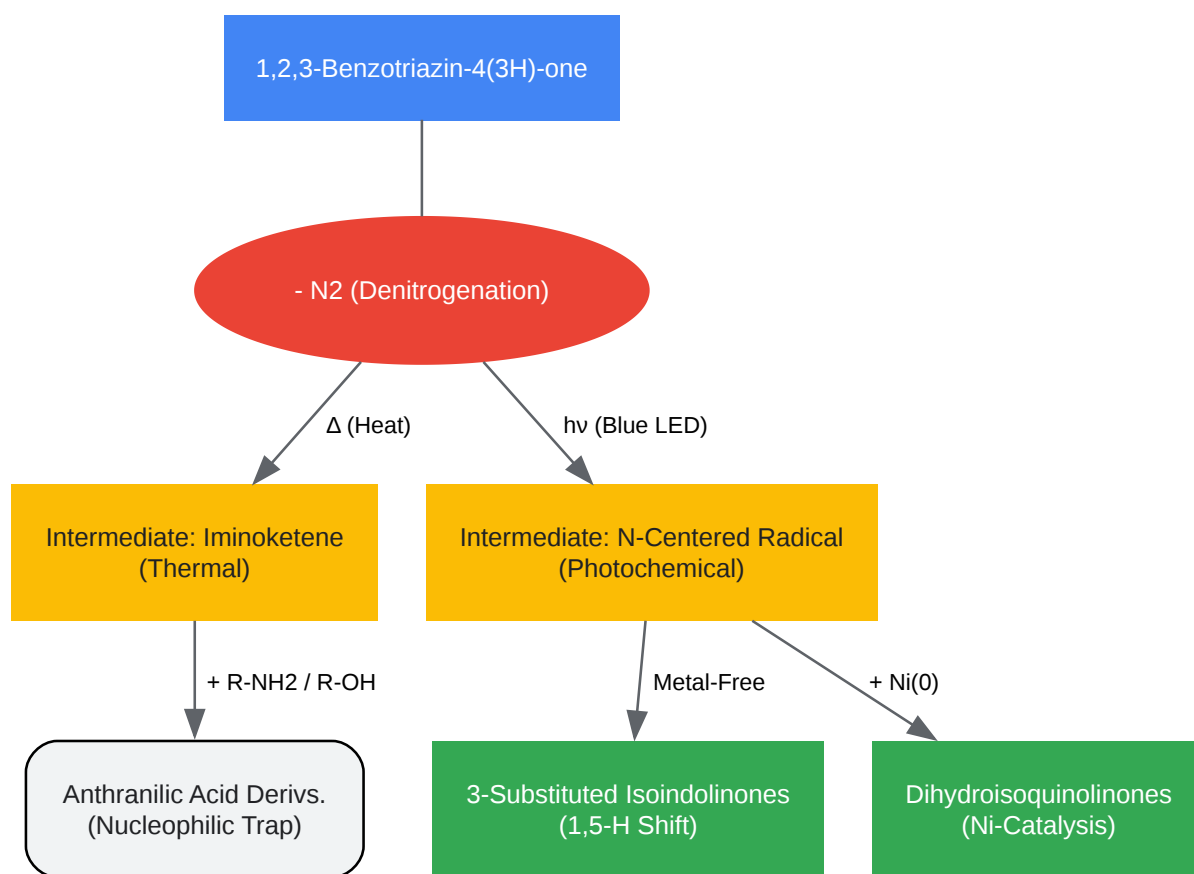 1,2,3-Benzotriazin-4(3H)-one
- N2 (Denitrogenation)
Δ (Heat)
hν (Blue LED)
Intermediate: Iminoketene
(Thermal)
Intermediate: N-Centered Radical
(Photochemical)
+ R-NH2 / R-OH
Metal-Free
+ Ni(0)
Anthranilic Acid Derivs.
(Nucleophilic Trap)
3-Substituted Isoindolinones
(1,5-H Shift)
Dihydroisoquinolinones
(Ni-Catalysis)